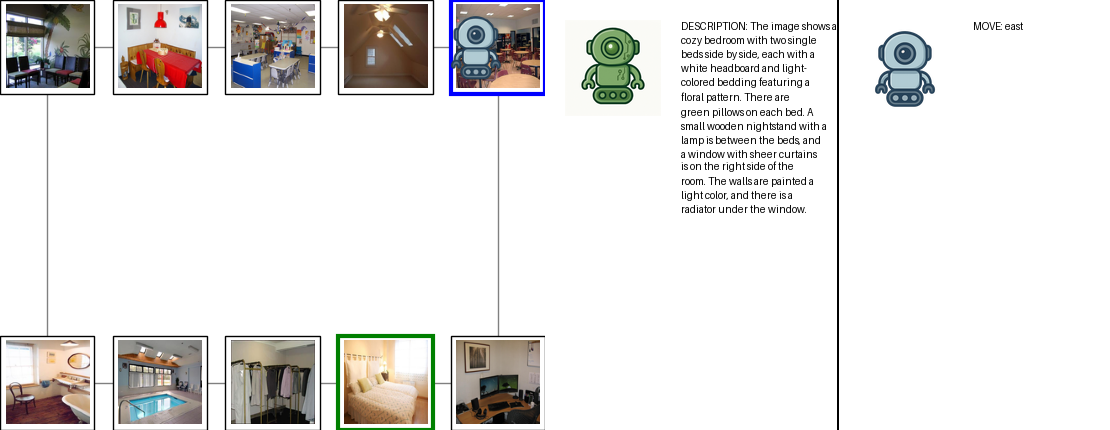 DESCRIPTION: The image shows a
cozy bedroom with two single
beds side by side, each with a
white headboard and light-
colored bedding featuring a
floral pattern. There are
green pillows on each bed. A
small wooden nightstand with a
lamp is between the beds, and
a window with sheer curtains
is on the right side of the
room. The walls are painted a
light color, and there is a
radiator under the window.
MOVE: east